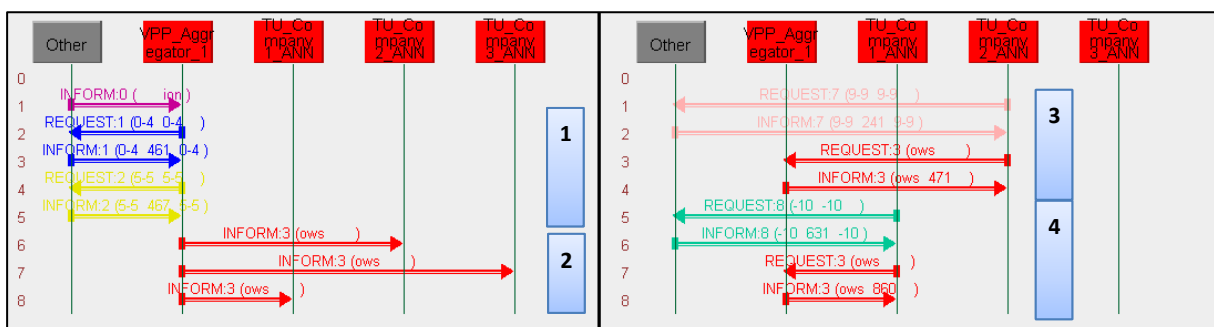 Other
VPP_Aggr
egator_1
TU_Co
mpany
1_ANN
TU_Co
mpany
2_ANN
TU_Co
mpany
3_ANN
0
1
INFORM:0 ( ion )
2
REQUEST:1 (0-4 0-4 )
3
INFORM:1 (0-4 461 0-4 )
4
REQUEST:2 (5-5 5-5 )
5
INFORM:2 (5-5 467 5-5 )
6
INFORM:3 (ows )
7
INFORM:3 (ows )
8
INFORM:3 (ows )
1
2
Other
VPP_Aggr
egator_1
TU_Co
mpany
1_ANN
TU_Co
mpany
2_ANN
TU_Co
mpany
3_ANN
0
1
REQUEST:7 (9-9 9-9 )
2
INFORM:7 (9-9 241 9-9 )
3
REQUEST:3 (ows )
4
INFORM:3 (ows 471 )
5
REQUEST:8 (-10 -10 )
6
INFORM:8 (-10 631 -10 )
7
REQUEST:3 (ows )
8
INFORM:3 (ows 860 )
3
4